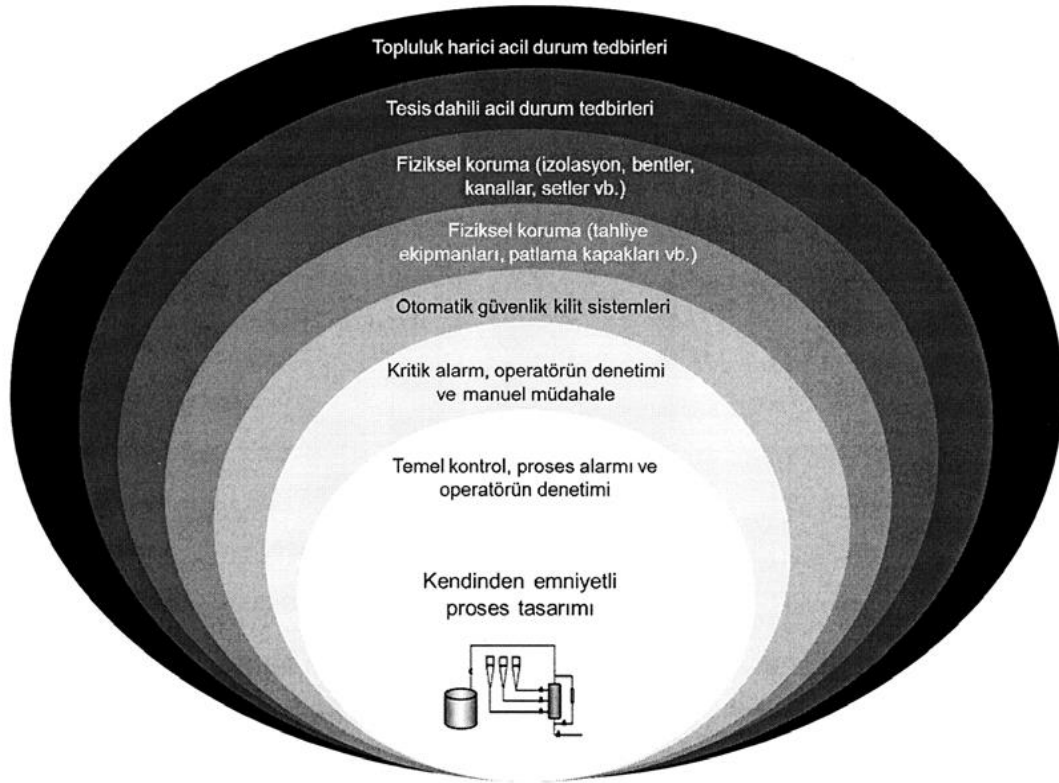 Topluluk harici acil durum tedbirleri
Tesis dahili acil durum tedbirleri
Fiziksel koruma (izolasyon, bentler,
kanallar, setler vb.)
Fiziksel koruma (tahliye
ekipmanları, patlama kapakları vb.)
Otomatik güvenlik kilit sistemleri
Kritik alarm, operatörün denetimi
ve manuel müdahale
Temel kontrol, proses alarmı ve
operatörün denetimi
Kendinden emniyetli
proses tasarımı